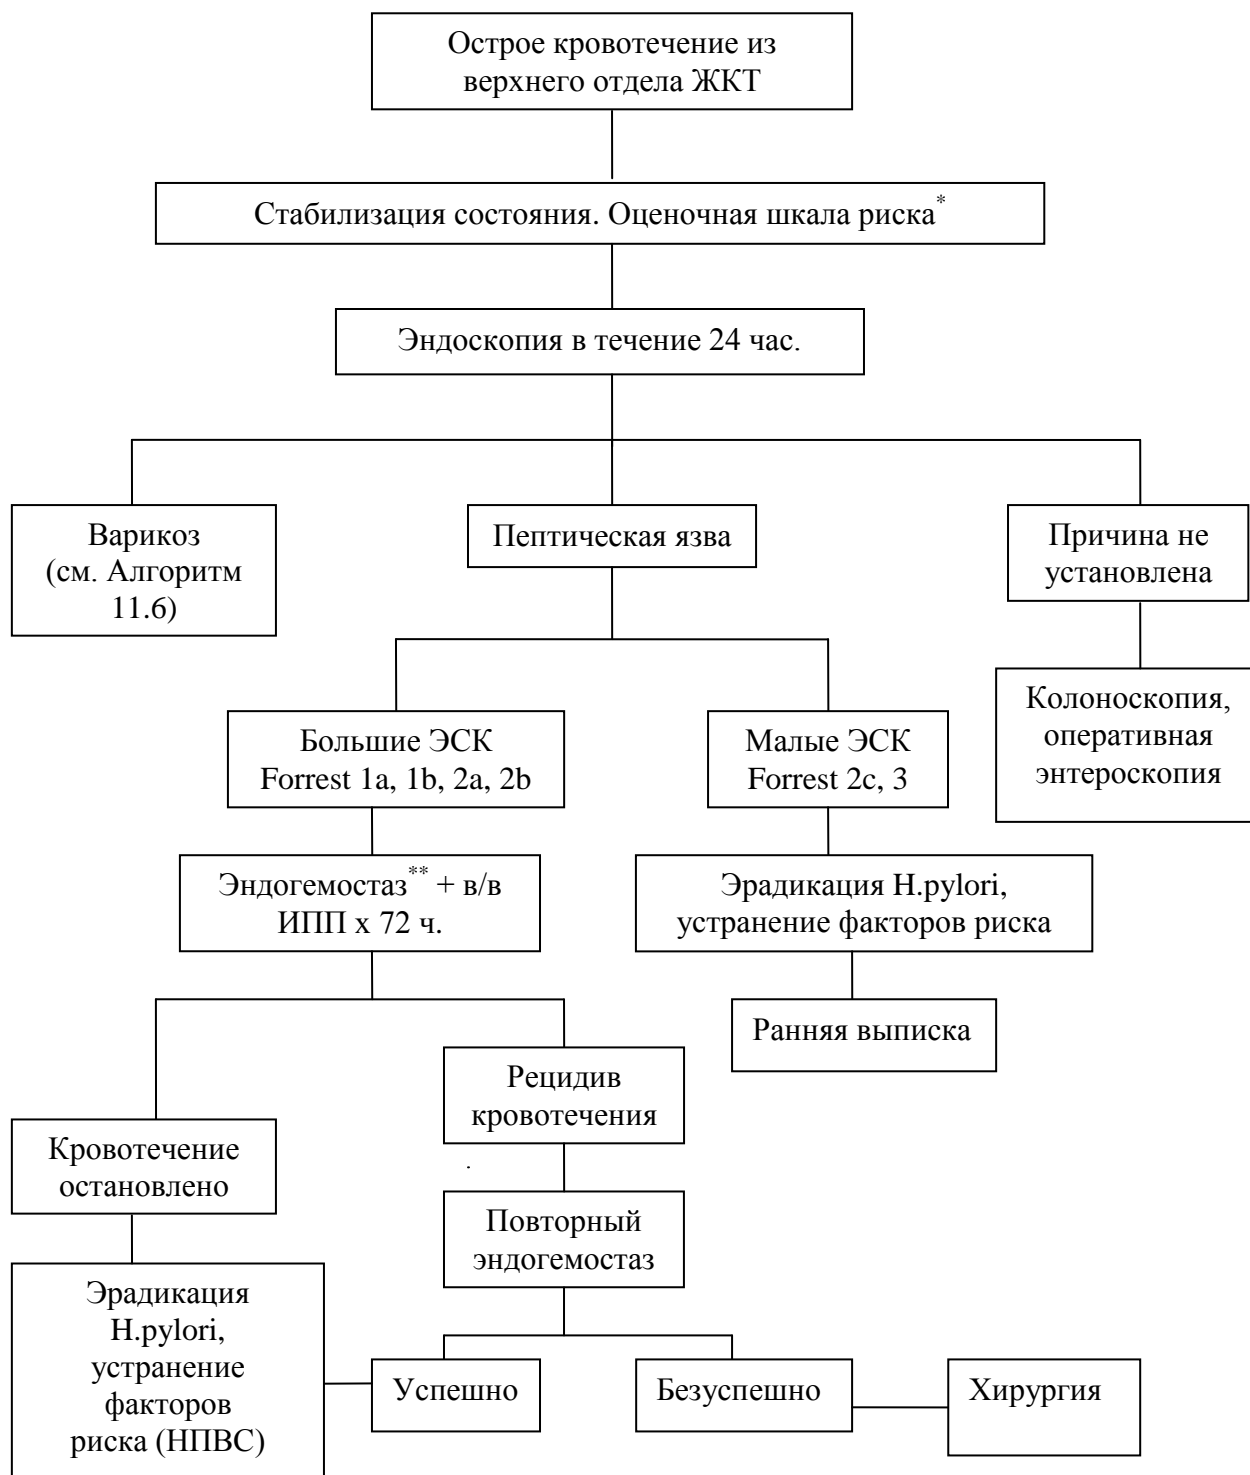 Острое кровотечение из
верхнего отдела ЖКТ
Стабилизация состояния. Оценочная шкала риска*
Эндоскопия в течение 24 час.
Варикоз
(см. Алгоритм
11.6)
Пептическая язва
Причина не
установлена
Колоноскопия,
оперативная
энтероскопия
Большие ЭСК
Forrest 1a, 1b, 2a, 2b
Малые ЭСК
Forrest 2c, 3
Эндогемостаз** + в/в
ИПП х 72 ч.
Эрадикация H.pylori,
устранение факторов риска
Ранняя выписка
Рецидив
кровотечения
Кровотечение
остановлено
Повторный
эндогемостаз
Эрадикация
H.pylori,
устранение
факторов
риска (НПВС)
Успешно
Безуспешно
Хирургия